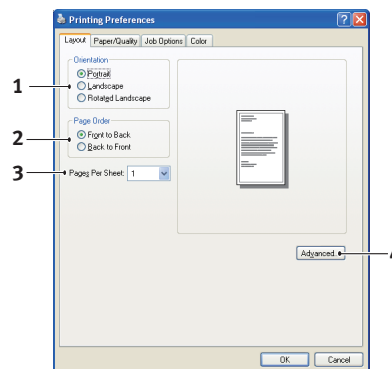 Printing Preferences
Layout Paper/Quality Job Options Color
Orientation
1 Portrait
Landscape
Rotated Landscape
Page Order
2 Front to Back
Back to Front
3 Pages Per Sheet: 1
Advanced...
OK Cancel